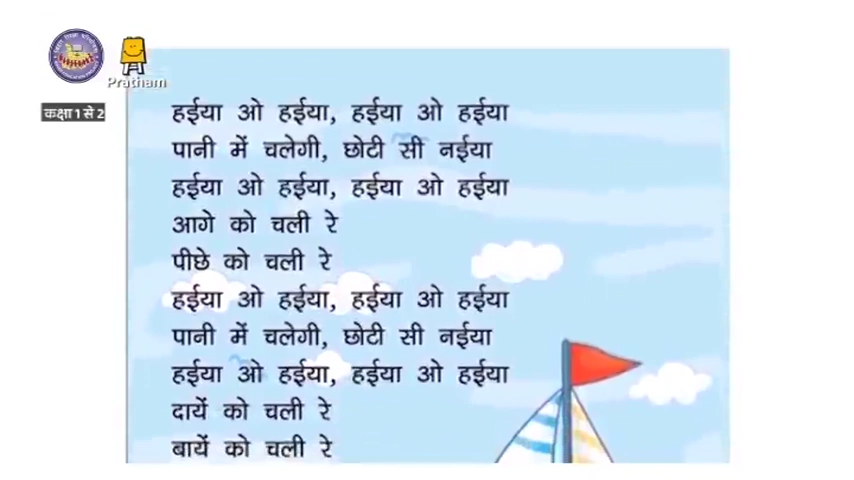 Pratham
कक्षा 1 से 2
हईया ओ हईया, हईया ओ हईया
पानी में चलेगी, छोटी सी नईया
हईया ओ हईया, हईया ओ हईया
आगे को चली रे
पीछे को चली रे
हईया ओ हईया, हईया ओ हईया
पानी में चलेगी, छोटी सी नईया
हईया ओ हईया, हईया ओ हईया
दायें को चली रे
बायें को चली रे